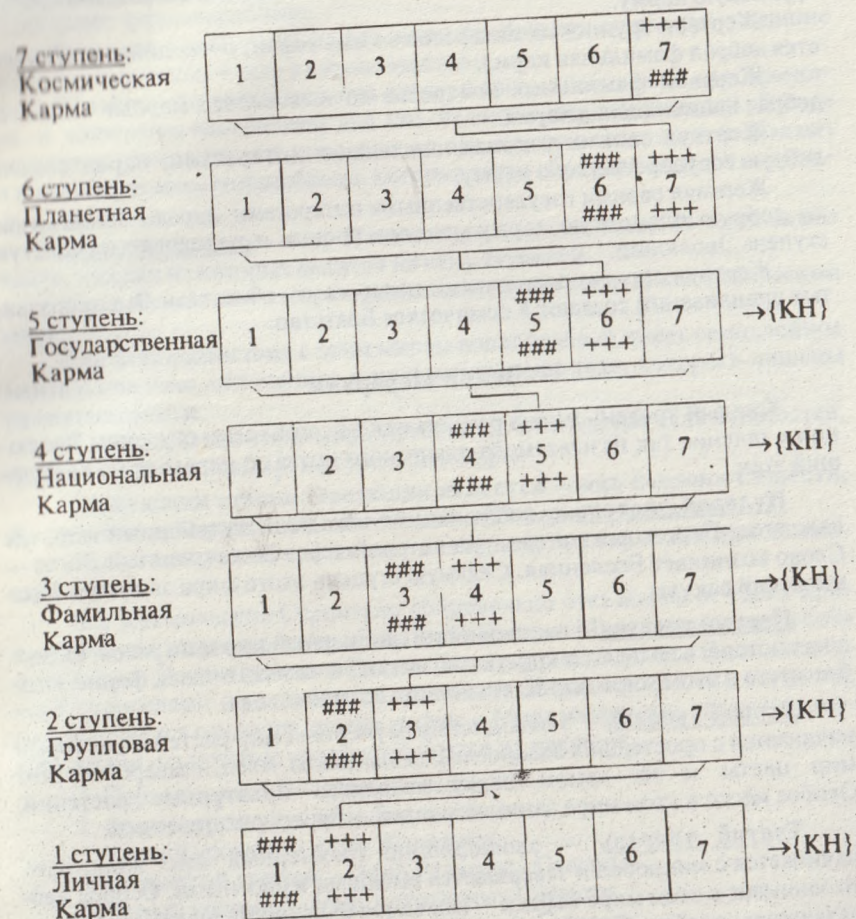 +++
7 ступень: 1 2 3 4 5 6 7
Космическая ###
Карма
6 ступень: ### +++
Планетная 1 2 3 4 5 6 7
Карма ### +++
5 ступень: ### +++
Государственная 1 2 3 4 5 6 7 →{КН}
Карма ### +++
4 ступень: ### +++
Национальная 1 2 3 4 5 6 7 →{КН}
Карма ### +++
3 ступень: ### +++
Фамильная 1 2 3 4 5 6 7 →{КН}
Карма ### +++
2 ступень: ### +++
Групповая 1 2 3 4 5 6 7 →{КН}
Карма ### +++
1 ступень: ### +++
Личная 1 2 3 4 5 6 7 →{КН}
Карма ### +++